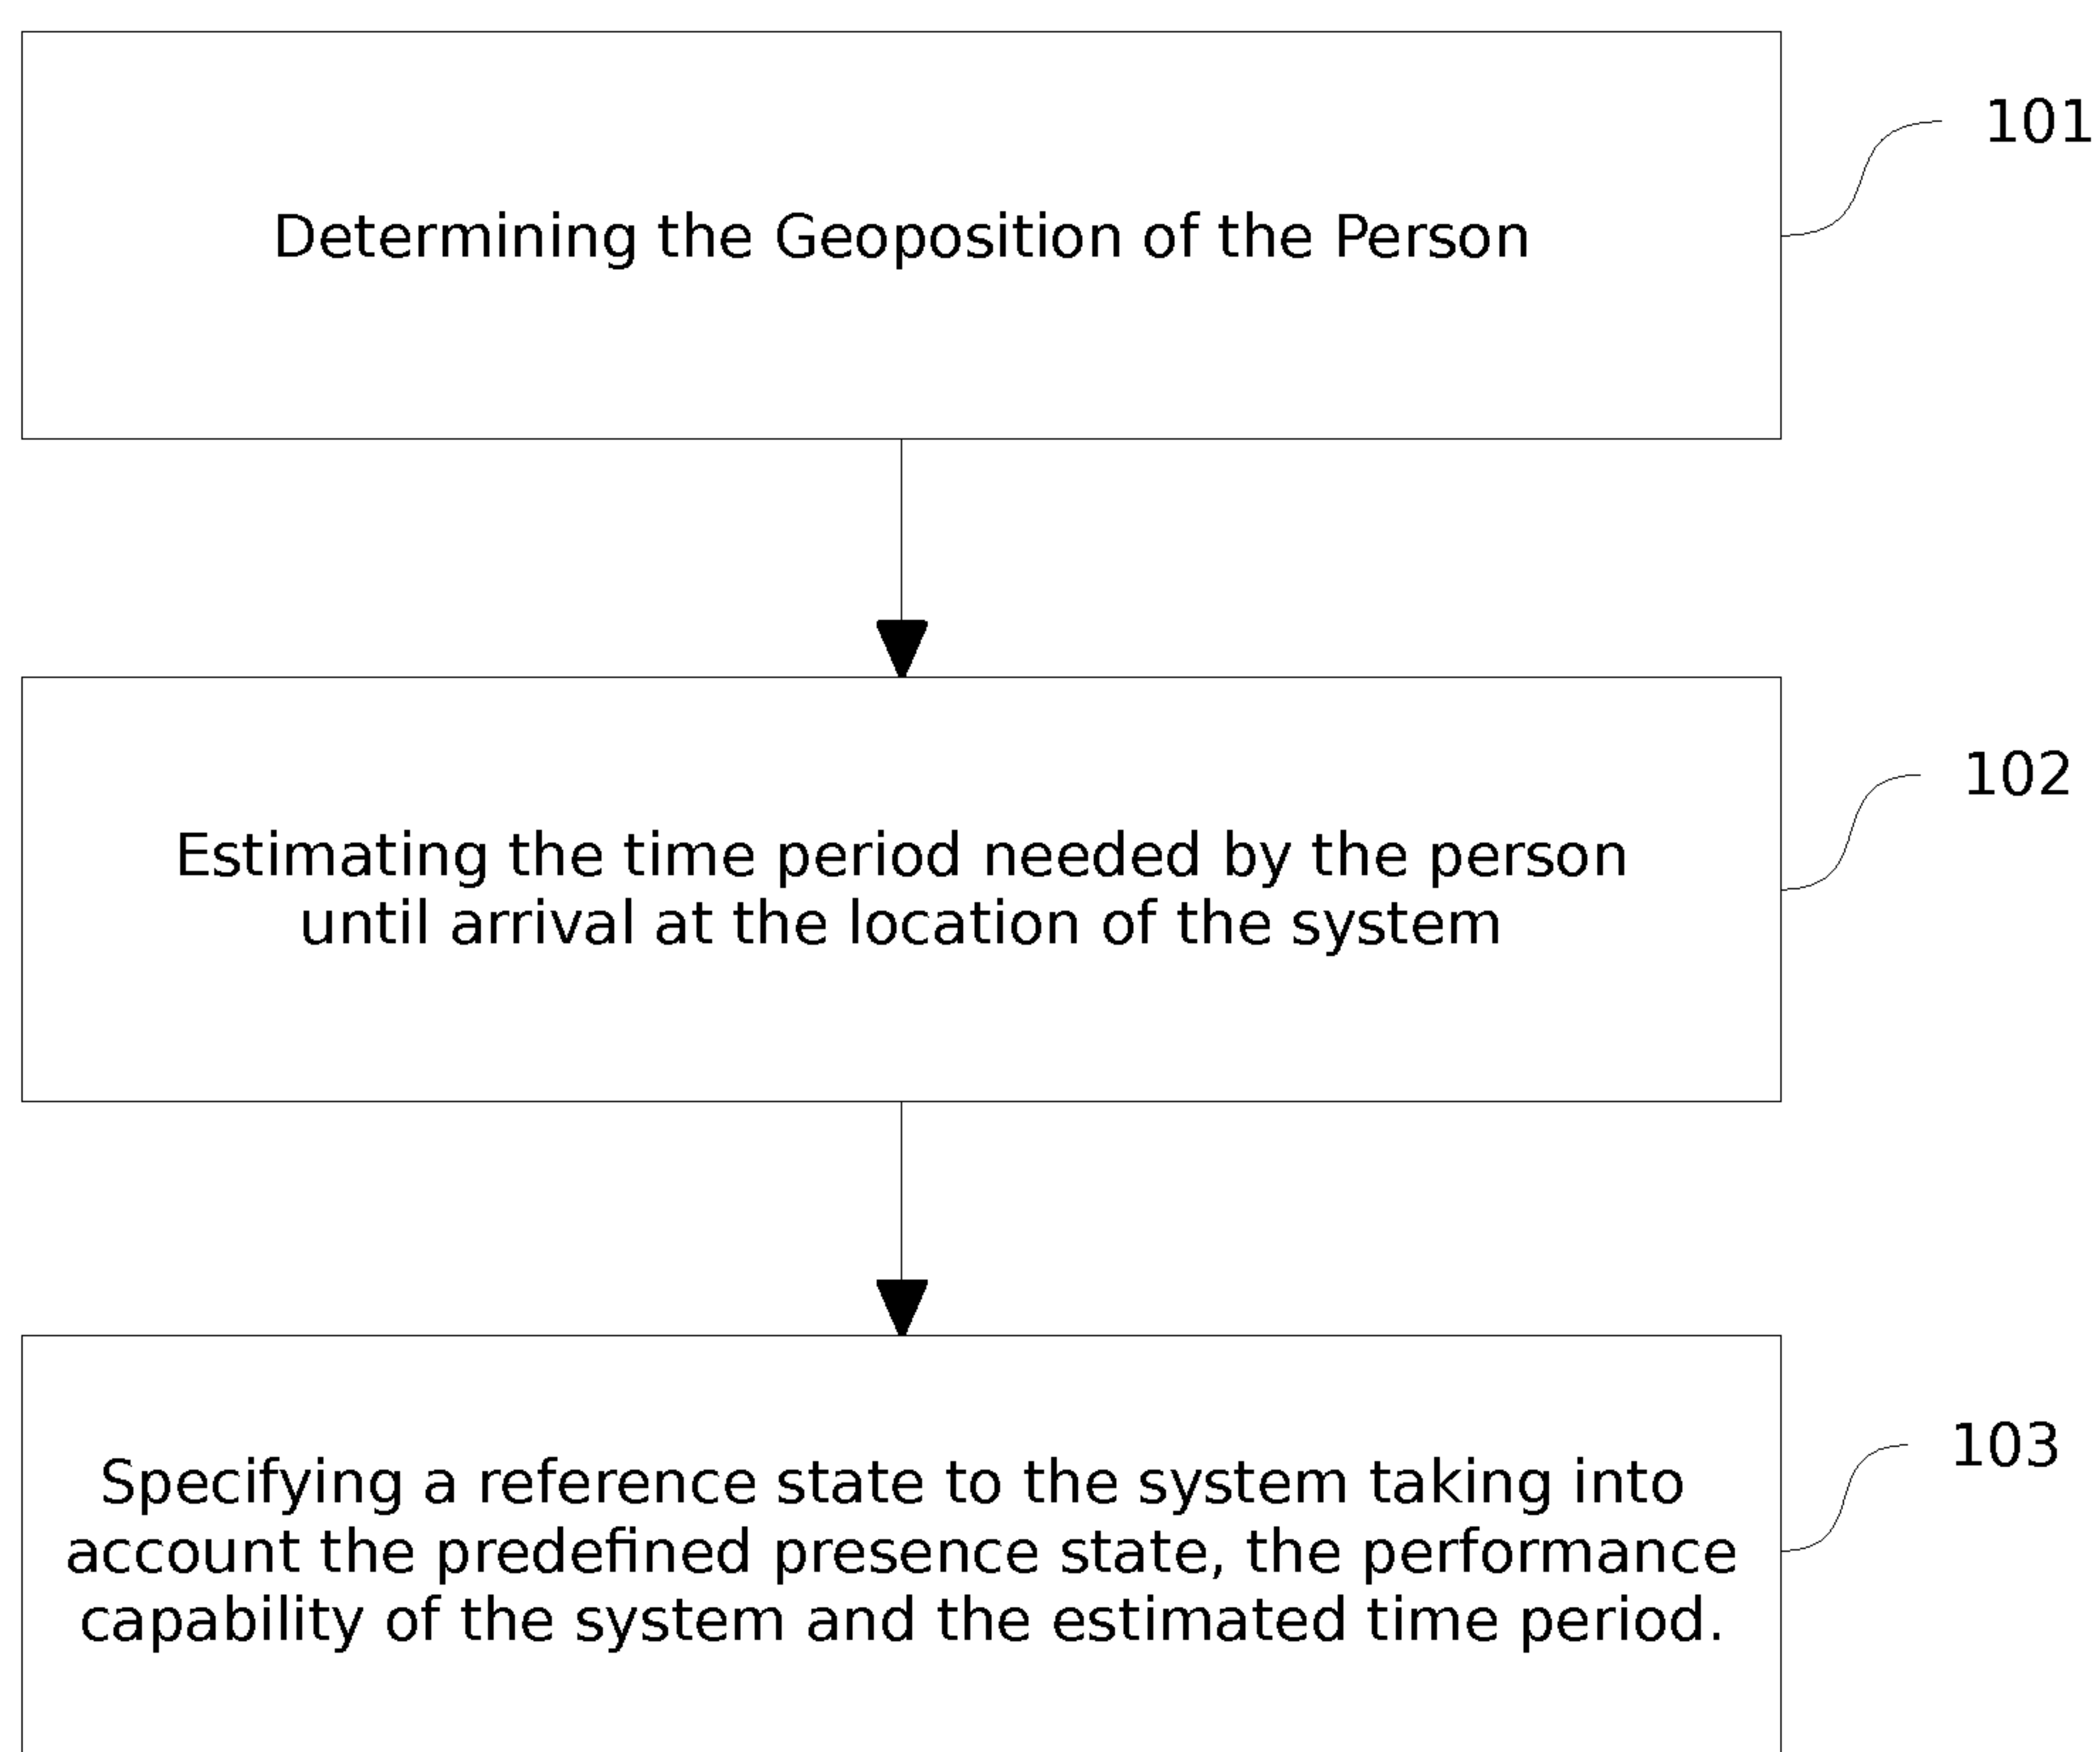 101
Determining the Geoposition of the Person
102
Estimating the time period needed by the person
until arrival at the location of the system
103
Specifying a reference state to the system taking into
account the predefined presence state, the performance
capability of the system and the estimated time period.